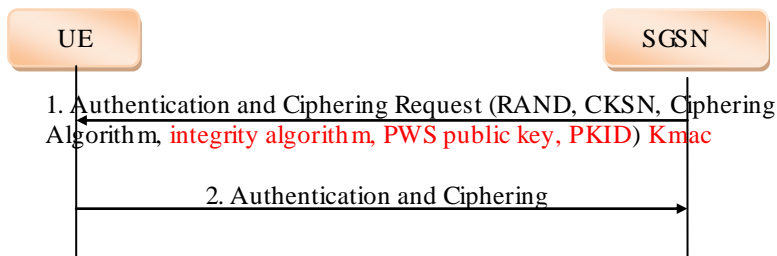 UE
SGSN
1. Authentication and Ciphering Request (RAND, CKSN, Ciphering
Algorithm, integrity algorithm, PWS public key, PKID) Kmac
2. Authentication and Ciphering